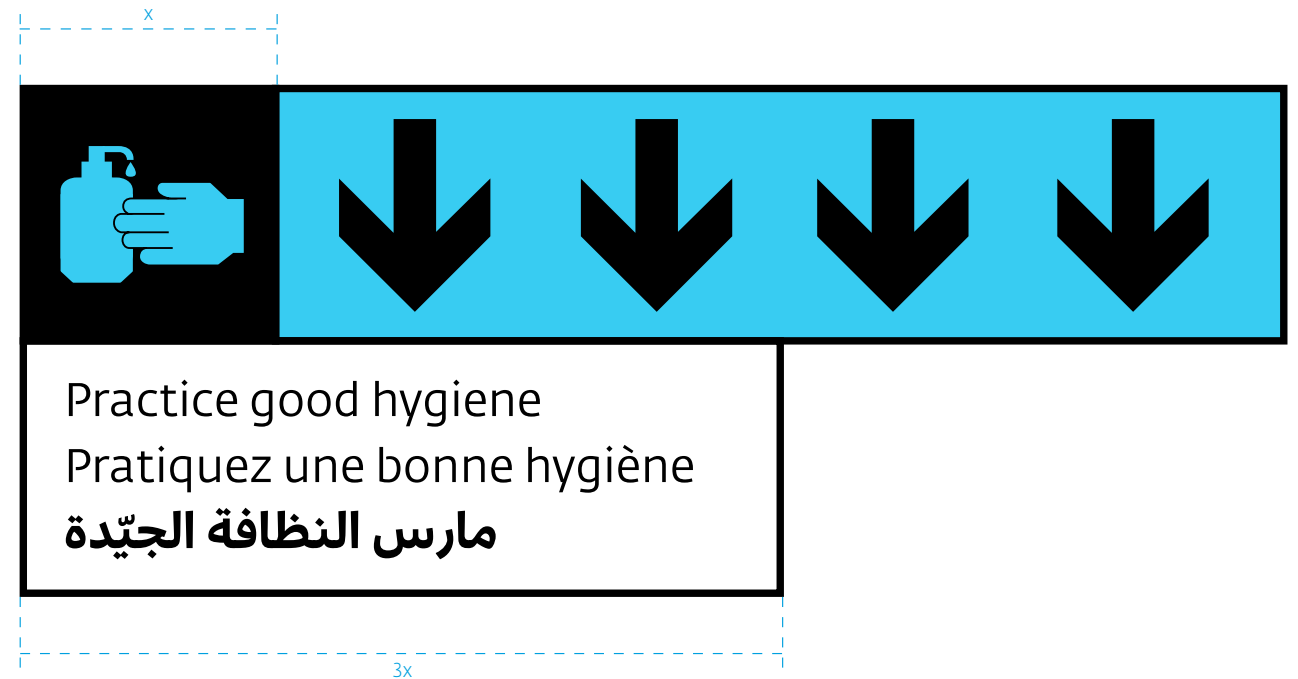 x
Practice good hygiene
Pratiquez une bonne hygiène
مارس النظافة الجيّدة
3x